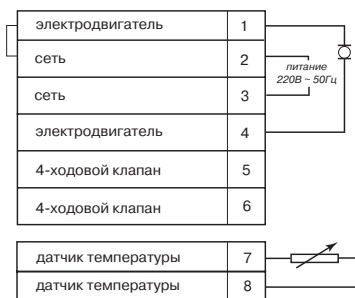 электродвигатель 1
сеть 2
питание
220В ~ 50Гц
сеть 3
электродвигатель 4
4-ходовой клапан 5
4-ходовой клапан 6
датчик температуры 7
датчик температуры 8